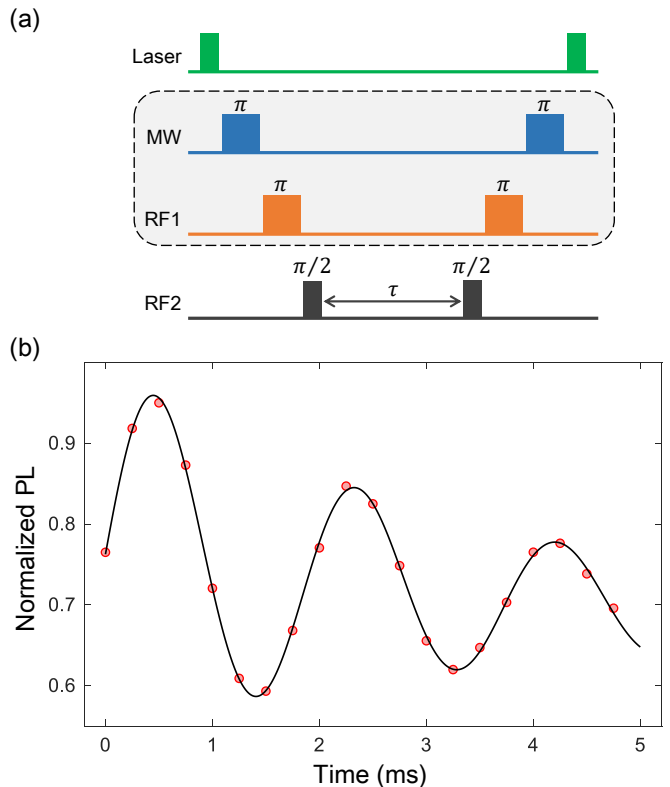 (a)
Laser
π π
MW
π π
RF1
π/2 π/2
τ
RF2
(b)
Normalized PL
0.9
0.8
0.7
0.6
0 1 2 3 4 5
Time (ms)